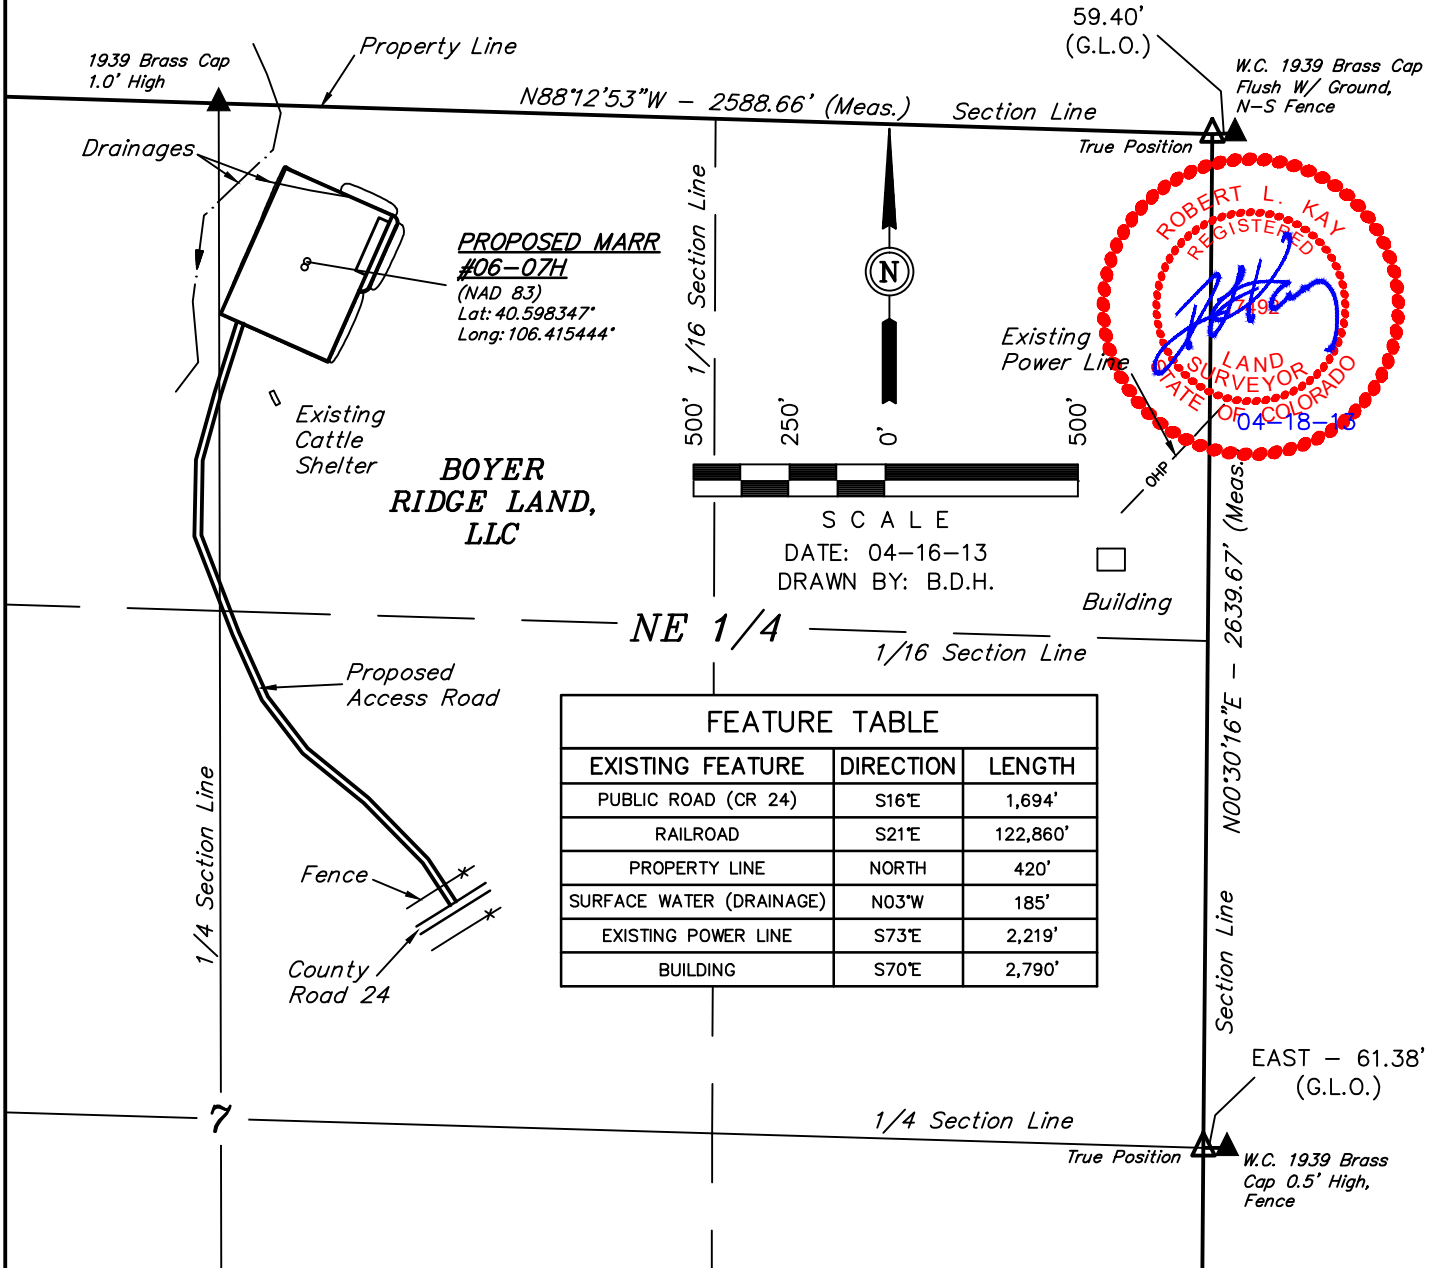 59.40'
(G.L.O.)
1939 Brass Cap
1.0' High
Property Line
W.C. 1939 Brass Cap
Flush W/ Ground,
N-S Fence
N88°12'53"W - 2588.66' (Meas.)
Section Line
True Position
Drainages
1/16 Section Line
PROPOSED MARR
#06-07H
(NAD 83)
Lat: 40.598347°
Long: 106.415444°
N
ROBERT L. KAY
REGISTERED
7492
LAND
SURVEYOR
STATE OF COLORADO
04-18-13
Existing
Power Line
OHP
Existing
Cattle
Shelter
BOYER
RIDGE LAND,
LLC
500'
250'
0'
500'
SCALE
DATE: 04-16-13
DRAWN BY: B.D.H.
Building
NE 1/4
1/16 Section Line
N00°30'16"E - 2639.67' (Meas.)
Proposed
Access Road
FEATURE TABLE
EXISTING FEATURE DIRECTION LENGTH
PUBLIC ROAD (CR 24) S16°E 1,694'
RAILROAD S21°E 122,860'
PROPERTY LINE NORTH 420'
SURFACE WATER (DRAINAGE) N03°W 185'
EXISTING POWER LINE S73°E 2,219'
BUILDING S70°E 2,790'
1/4 Section Line
Fence
County
Road 24
Section Line
EAST - 61.38'
(G.L.O.)
7
1/4 Section Line
True Position
W.C. 1939 Brass
Cap 0.5' High,
Fence